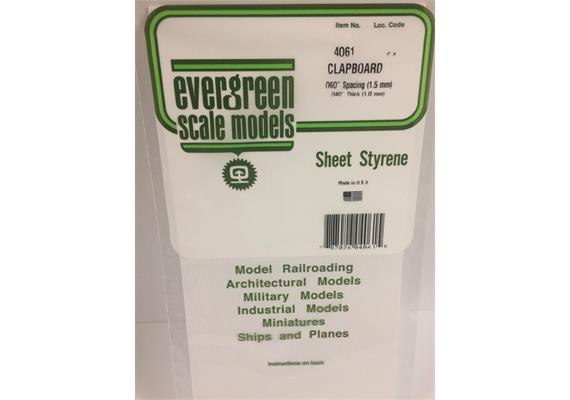 Item No. Loc. Code
4061
CLAPBOARD
.060" Spacing (1.5 mm)
.040" Thick (1.0 mm)
evergreen
scale models
Sheet Styrene
Made in U S A
Model Railroading
Architectural Models
Military Models
Industrial Models
Miniatures
Ships and Planes
Instructions on back